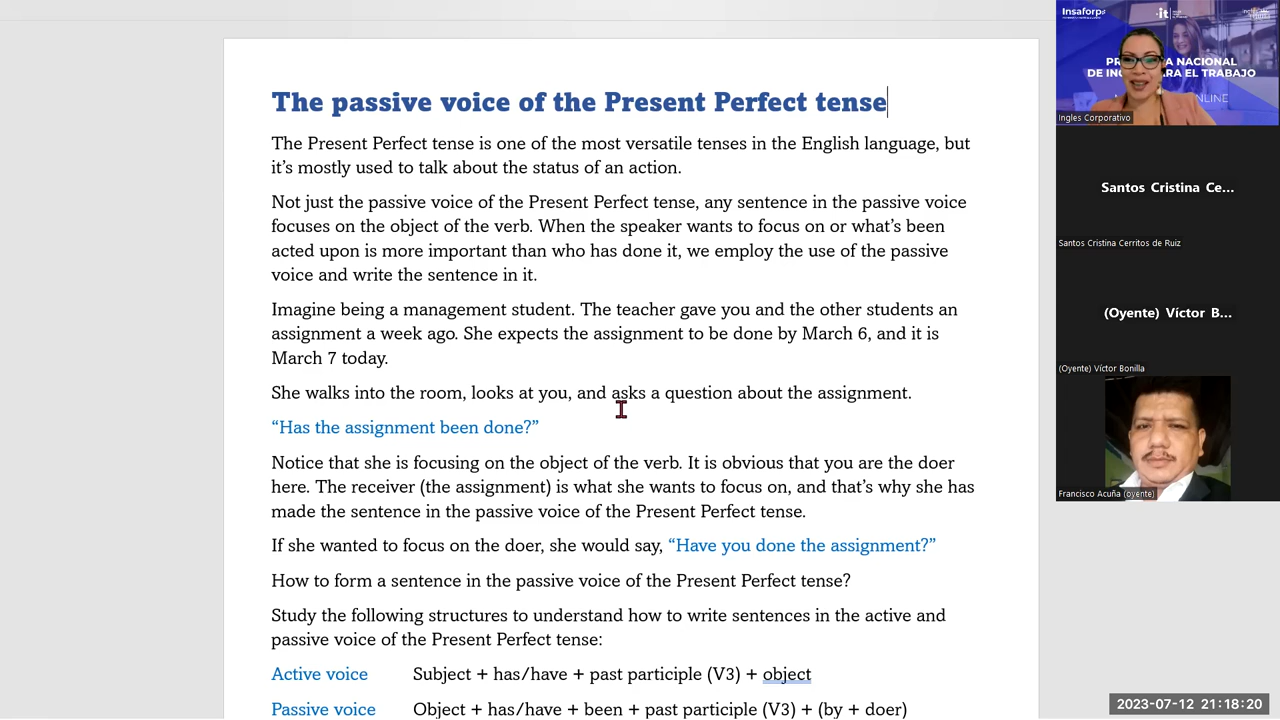 The passive voice of the Present Perfect tense
The Present Perfect tense is one of the most versatile tenses in the English language, but
it's mostly used to talk about the status of an action.
Not just the passive voice of the Present Perfect tense, any sentence in the passive voice
focuses on the object of the verb. When the speaker wants to focus on or what's been
acted upon is more important than who has done it, we employ the use of the passive
voice and write the sentence in it.
Imagine being a management student. The teacher gave you and the other students an
assignment a week ago. She expects the assignment to be done by March 6, and it is
March 7 today.
She walks into the room, looks at you, and asks a question about the assignment.
“Has the assignment been done?”
Notice that she is focusing on the object of the verb. It is obvious that you are the doer
here. The receiver (the assignment) is what she wants to focus on, and that's why she has
made the sentence in the passive voice of the Present Perfect tense.
If she wanted to focus on the doer, she would say, “Have you done the assignment?”
How to form a sentence in the passive voice of the Present Perfect tense?
Study the following structures to understand how to write sentences in the active and
passive voice of the Present Perfect tense:
Active voice Subject + has/have + past participle (V3) + object
Passive voice Object + has/have + been + past participle (V3) + (by + doer)
Insaforp
it
NACIONAL
DE IN ARA EL TRABAJO
NLINE
Ingles Corporativo
Santos Cristina Ce...
Santos Cristina Cerritos de Ruiz
(Oyente) Víctor B...
(Oyente) Víctor Bonilla
Francisco Acuña (oyente)
2023-07-12 21:18:20